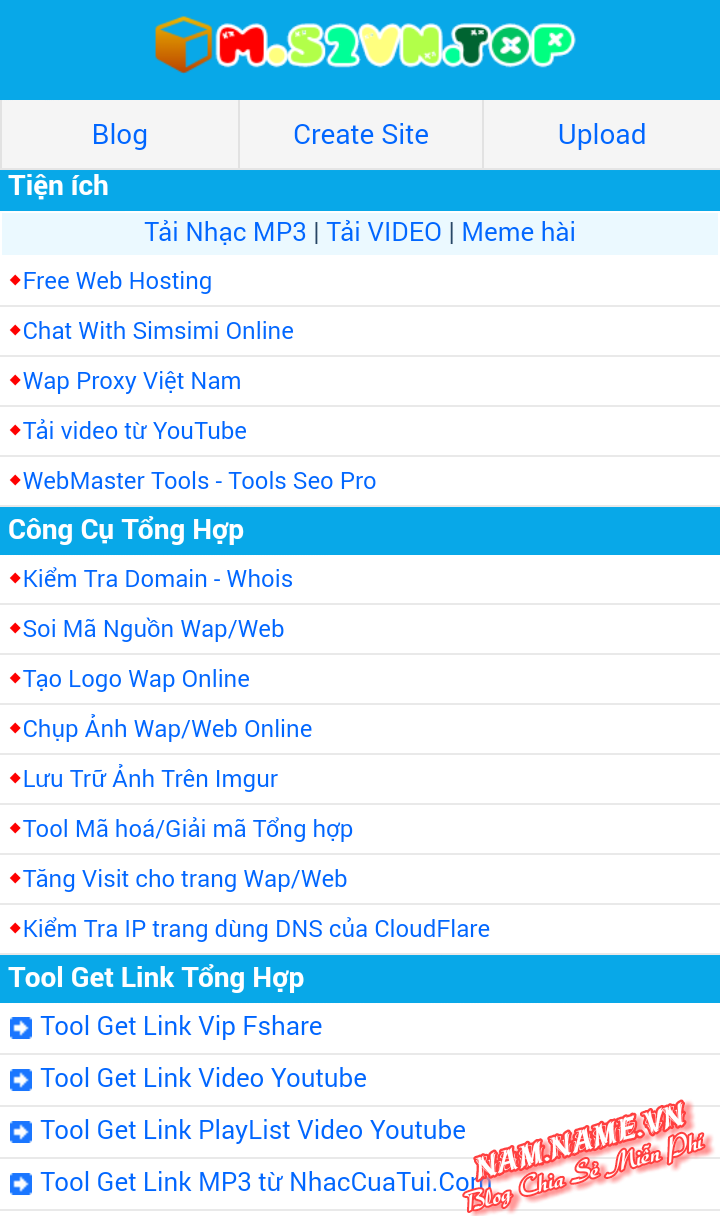 M.S2VN.TOP
Blog
Create Site
Upload
Tiện ích
Tải Nhạc MP3 | Tải VIDEO | Meme hài
Free Web Hosting
Chat With Simsimi Online
Wap Proxy Việt Nam
Tải video từ YouTube
WebMaster Tools - Tools Seo Pro
Công Cụ Tổng Hợp
Kiểm Tra Domain - Whois
Soi Mã Nguồn Wap/Web
Tạo Logo Wap Online
Chụp Ảnh Wap/Web Online
Lưu Trữ Ảnh Trên Imgur
Tool Mã hoá/Giải mã Tổng hợp
Tăng Visit cho trang Wap/Web
Kiểm Tra IP trang dùng DNS của CloudFlare
Tool Get Link Tổng Hợp
Tool Get Link Vip Fshare
Tool Get Link Video Youtube
Tool Get Link PlayList Video Youtube
Tool Get Link MP3 từ NhacCuaTui.Com
NAM.NAME.VN
Blog Chia Sẻ Miễn Phí